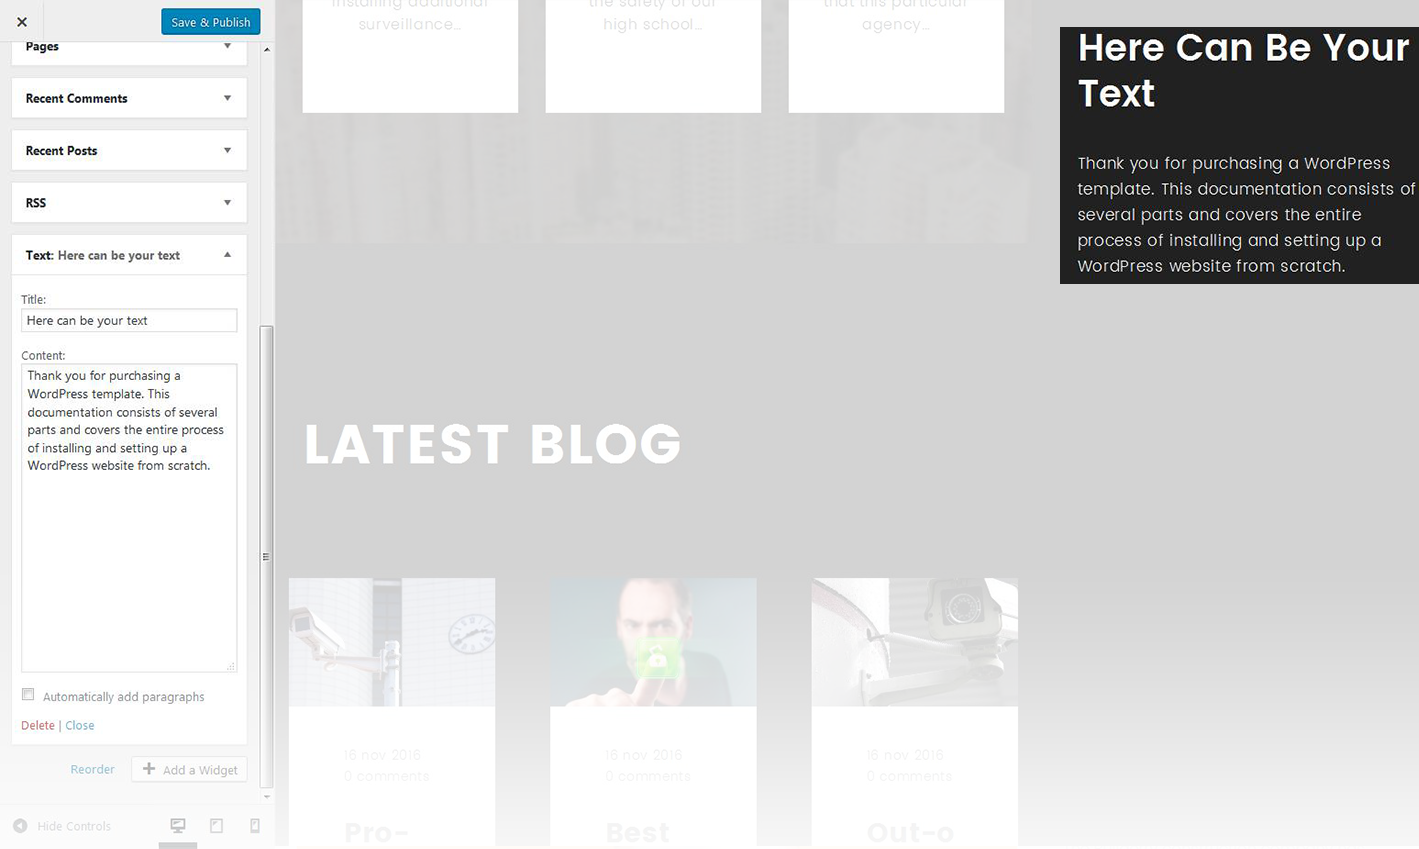 Save & Publish
Pages
Recent Comments
Recent Posts
RSS
Text: Here can be your text
Title:
Here can be your text
Content:
Thank you for purchasing a
WordPress template. This
documentation consists of several
parts and covers the entire process
of installing and setting up a
WordPress website from scratch.
Automatically add paragraphs
Delete | Close
Reorder
Add a Widget
Hide Controls
installing additional
surveillance...
the safety of our
high school...
that this particular
agency...
LATEST BLOG
16 nov 2016
0 comments
Pro-
16 nov 2016
0 comments
Best
16 nov 2016
0 comments
Out-o
Here Can Be Your
Text
Thank you for purchasing a WordPress
template. This documentation consists of
several parts and covers the entire
process of installing and setting up a
WordPress website from scratch.